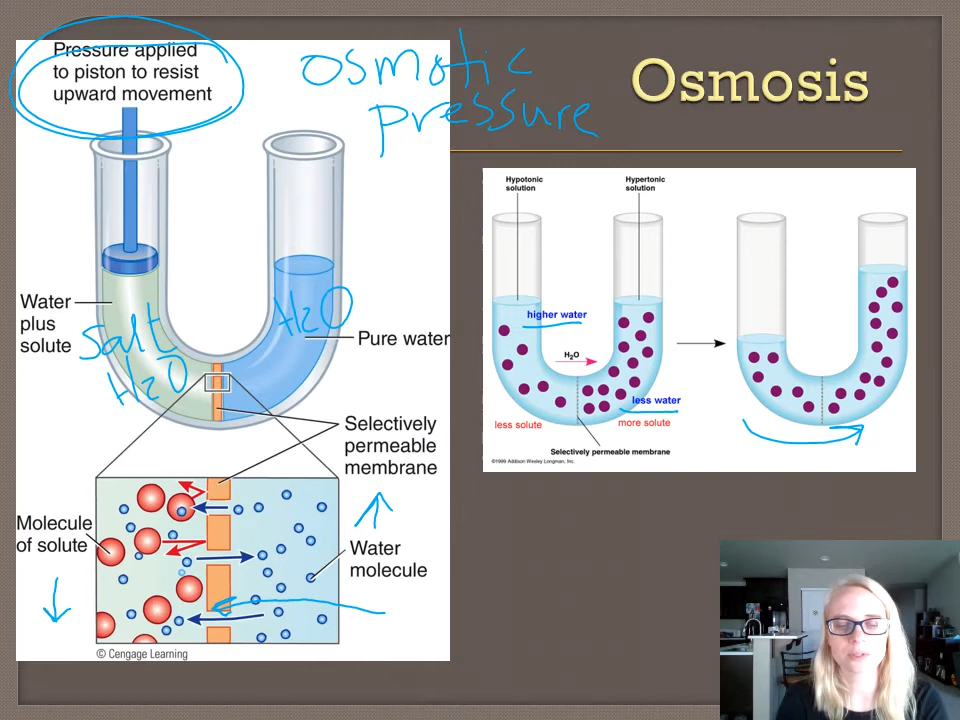 Osmosis
Pressure applied
to piston to resist
upward movement
osmotic
pressure
Water
plus
solute
Salt
H2O
H2O
Pure water
Selectively
permeable
membrane
Molecule
of solute
Water
molecule
© Cengage Learning
Hypotonic
solution
Hypertonic
solution
higher water
H₂O
less water
less solute
more solute
Selectively permeable membrane
©1999 Addison Wesley Longman, Inc.